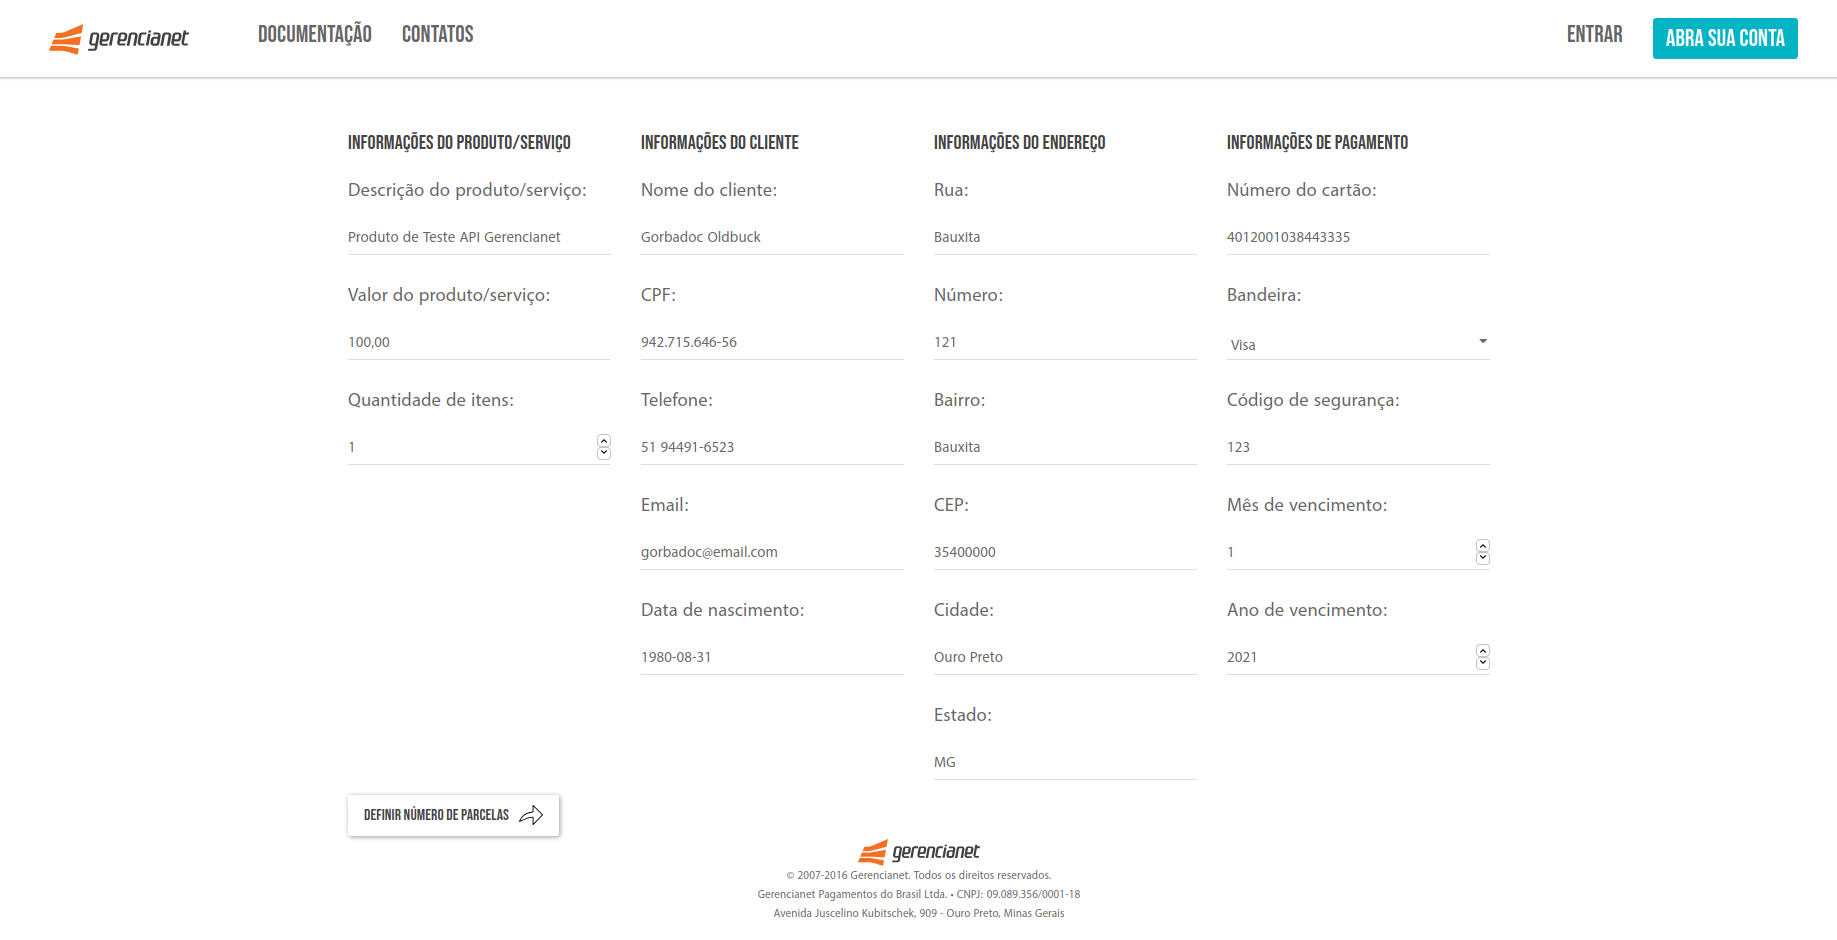 gerencianet
DOCUMENTAÇÃO
CONTATOS
ENTRAR
ABRA SUA CONTA
INFORMAÇÕES DO PRODUTO/SERVIÇO
Descrição do produto/serviço:
Produto de Teste API Gerencianet
Valor do produto/serviço:
100,00
Quantidade de itens:
1
INFORMAÇÕES DO CLIENTE
Nome do cliente:
Gorbadoc Oldbuck
CPF:
942.715.646-56
Telefone:
51 94491-6523
Email:
gorbadoc@email.com
Data de nascimento:
1980-08-31
INFORMAÇÕES DO ENDEREÇO
Rua:
Bauxita
Número:
121
Bairro:
Bauxita
CEP:
35400000
Cidade:
Ouro Preto
Estado:
MG
INFORMAÇÕES DE PAGAMENTO
Número do cartão:
4012001038443335
Bandeira:
Visa
Código de segurança:
123
Mês de vencimento:
1
Ano de vencimento:
2021
DEFINIR NÚMERO DE PARCELAS
gerencianet
© 2007-2016 Gerencianet. Todos os direitos reservados.
Gerencianet Pagamentos do Brasil Ltda. • CNPJ: 09.089.356/0001-18
Avenida Juscelino Kubitschek, 909 - Ouro Preto, Minas Gerais